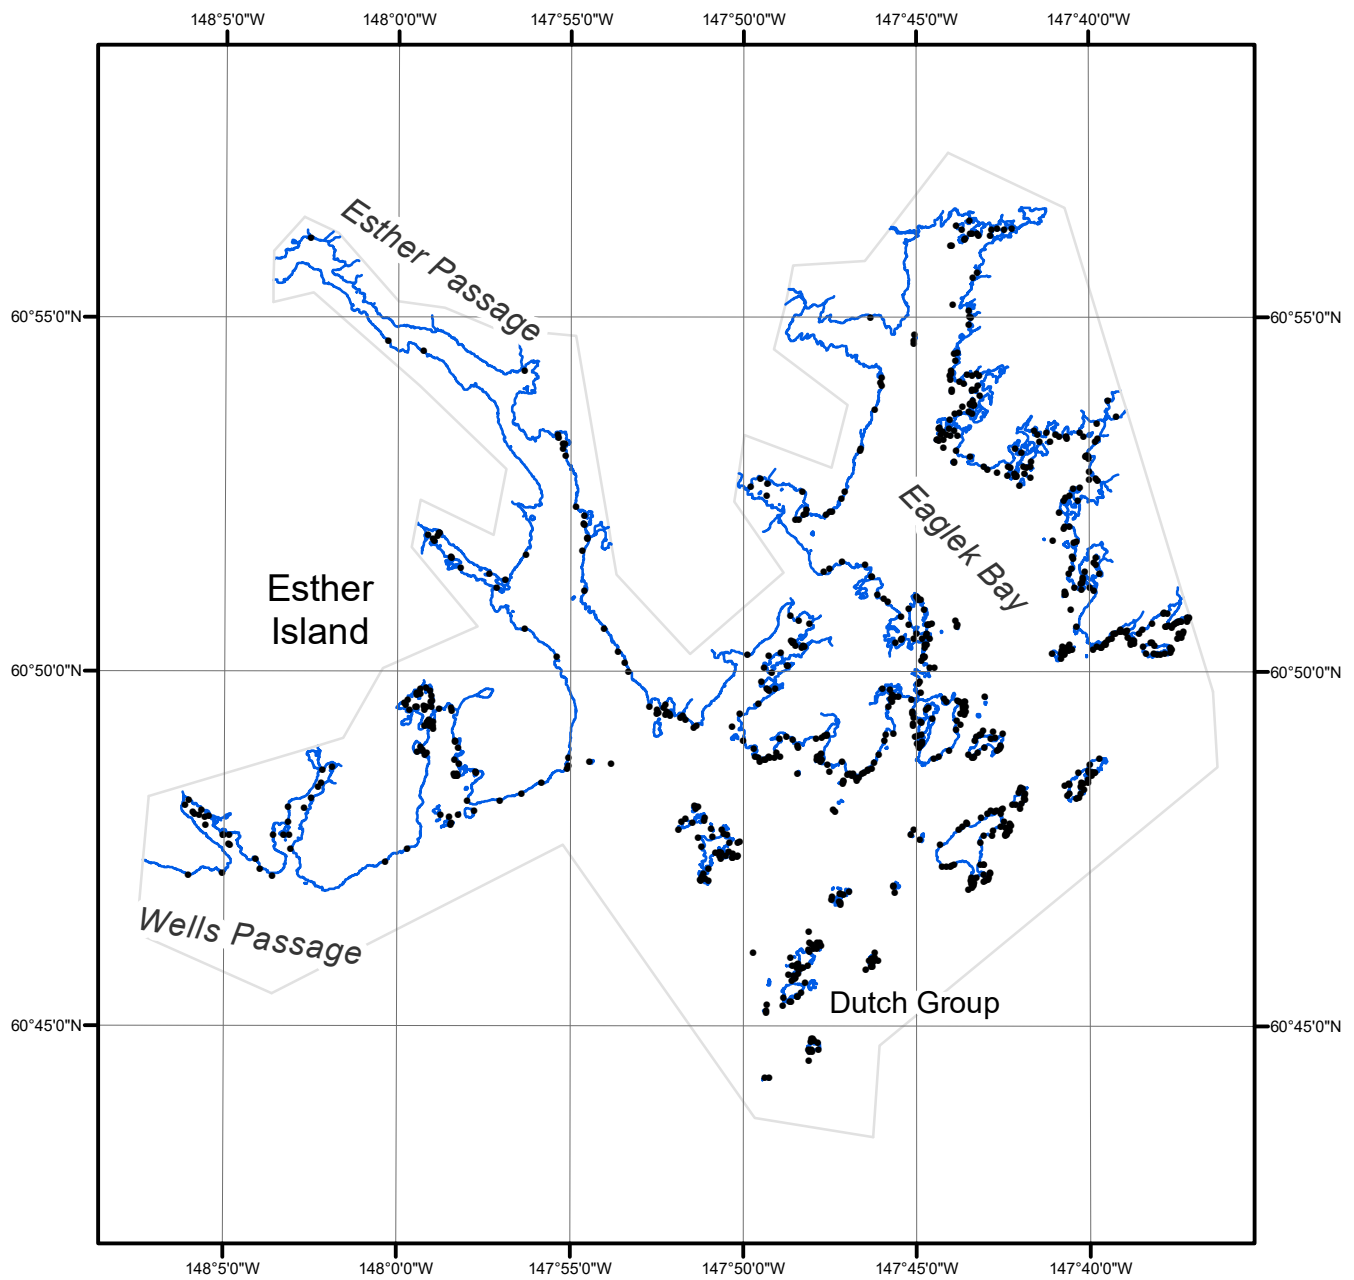 148°5'0"W
148°0'0"W
147°55'0"W
147°50'0"W
147°45'0"W
147°40'0"W
Esther Passage
60°55'0"N
60°55'0"N
Eaglek Bay
Esther
Island
60°50'0"N
60°50'0"N
Wells Passage
Dutch Group
60°45'0"N
60°45'0"N
148°5'0"W
148°0'0"W
147°55'0"W
147°50'0"W
147°45'0"W
147°40'0"W